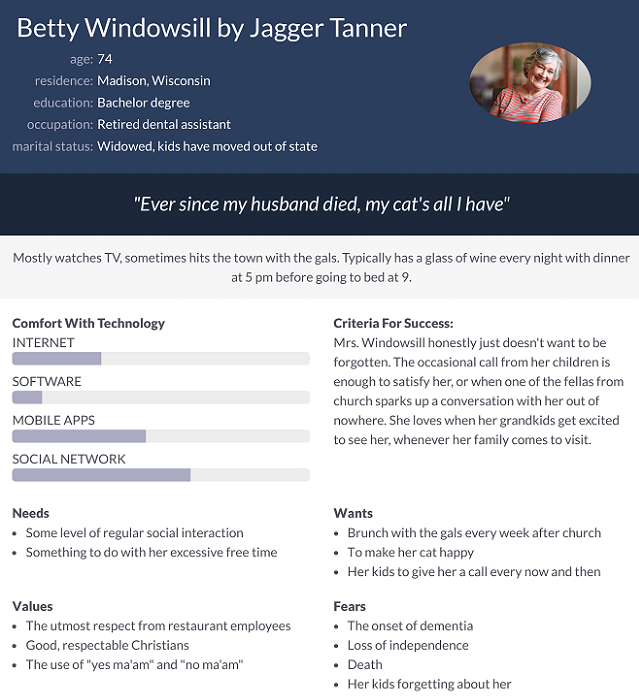 Betty Windowsill by Jagger Tanner
age: 74
residence: Madison, Wisconsin
education: Bachelor degree
occupation: Retired dental assistant
marital status: Widowed, kids have moved out of state
"Ever since my husband died, my cat's all I have"
Mostly watches TV, sometimes hits the town with the gals. Typically has a glass of wine every night with dinner
at 5 pm before going to bed at 9.
Comfort With Technology
INTERNET
SOFTWARE
MOBILE APPS
SOCIAL NETWORK
Criteria For Success:
Mrs. Windowsill honestly just doesn't want to be
forgotten. The occasional call from her children is
enough to satisfy her, or when one of the fellas from
church sparks up a conversation with her out of
nowhere. She loves when her grandkids get excited
to see her, whenever her family comes to visit.
Needs
• Some level of regular social interaction
• Something to do with her excessive free time
Wants
• Brunch with the gals every week after church
• To make her cat happy
• Her kids to give her a call every now and then
Values
• The utmost respect from restaurant employees
• Good, respectable Christians
• The use of "yes ma'am" and "no ma'am"
Fears
• The onset of dementia
• Loss of independence
• Death
• Her kids forgetting about her